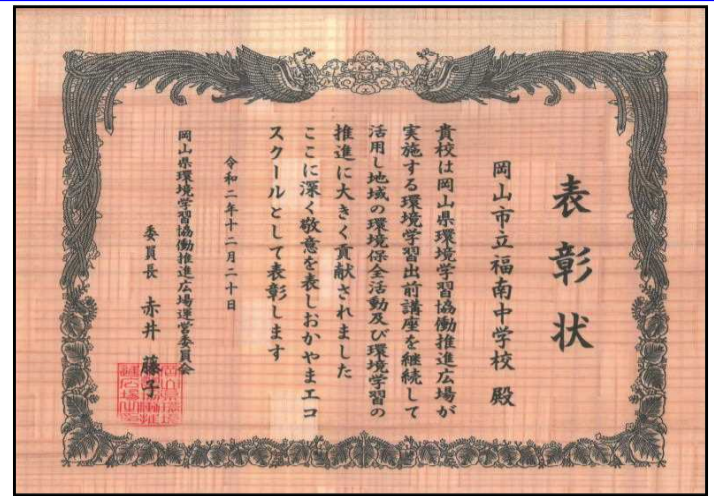 表彰状
岡山市立福南中学校 殿
貴校は岡山県環境学習協働推進広場が
実施する環境学習出前講座を継続して
活用し地域の環境保全活動及び環境学習の
推進に大きく貢献されました
ここに深く敬意を表しおかやまエコ
スクールとして表彰します
令和二年十二月二十日
岡山県環境学習協働推進広場運営委員会
委員長 赤井 藤子